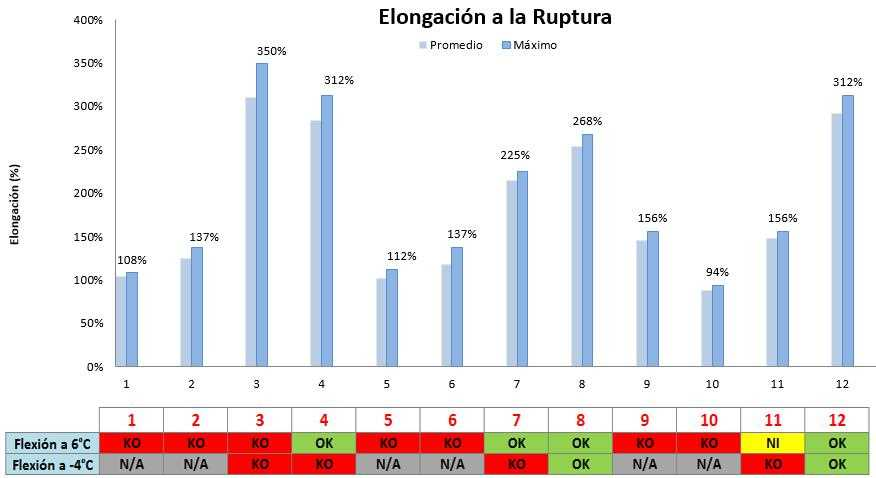 Elongación a la Ruptura
Promedio Máximo
Elongación (%)
400%
350%
300%
250%
200%
150%
100%
50%
0%
108% 137% 350% 312% 112% 137% 225% 268% 156% 94% 156% 312%
1 2 3 4 5 6 7 8 9 10 11 12
1 2 3 4 5 6 7 8 9 10 11 12
Flexión a 6°C KO KO KO OK KO KO OK OK KO KO NI OK
Flexión a -4°C N/A N/A KO KO N/A N/A KO OK N/A N/A KO OK